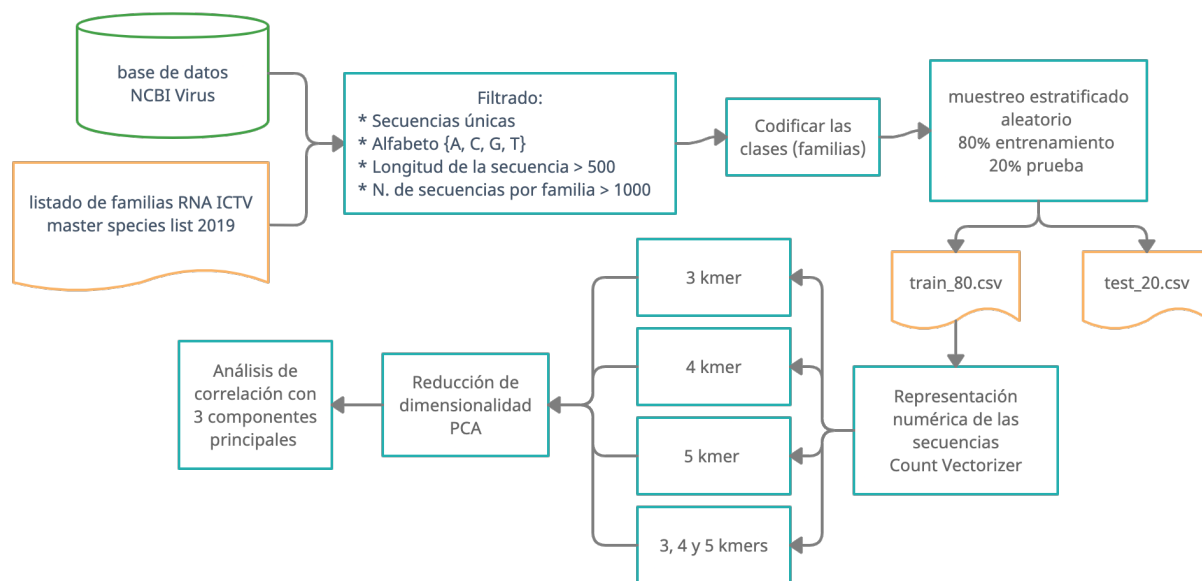 base de datos
NCBI Virus
listado de familias RNA ICTV
master species list 2019
Filtrado:
* Secuencias únicas
* Alfabeto {A, C, G, T}
* Longitud de la secuencia > 500
* N. de secuencias por familia > 1000
Codificar las
clases (familias)
muestreo estratificado
aleatorio
80% entrenamiento
20% prueba
train_80.csv
test_20.csv
Representación
numérica de las
secuencias
Count Vectorizer
3 kmer
4 kmer
5 kmer
3, 4 y 5 kmers
Reducción de
dimensionalidad
PCA
Análisis de
correlación con
3 componentes
principales